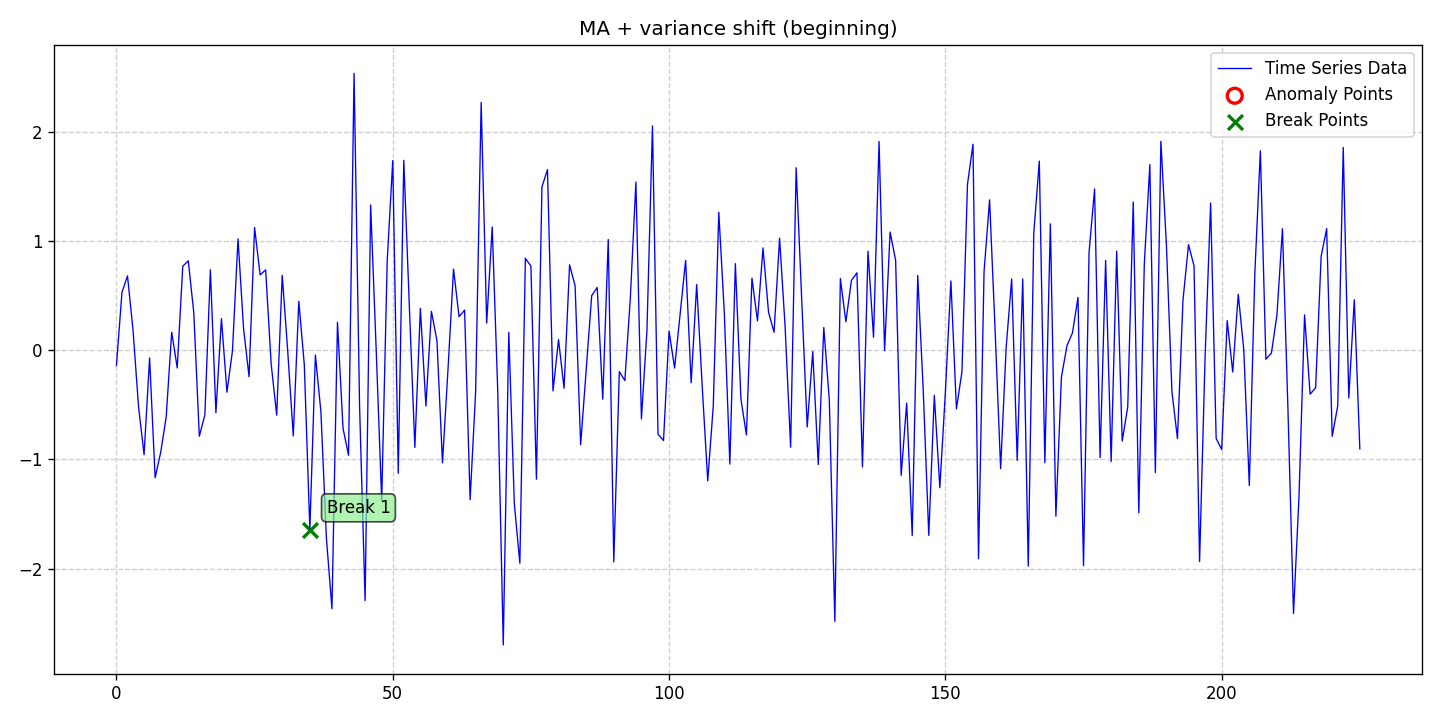 MA + variance shift (beginning)
Time Series Data
Anomaly Points
Break Points
2
1
0
−1
−2
Break 1
0
50
100
150
200